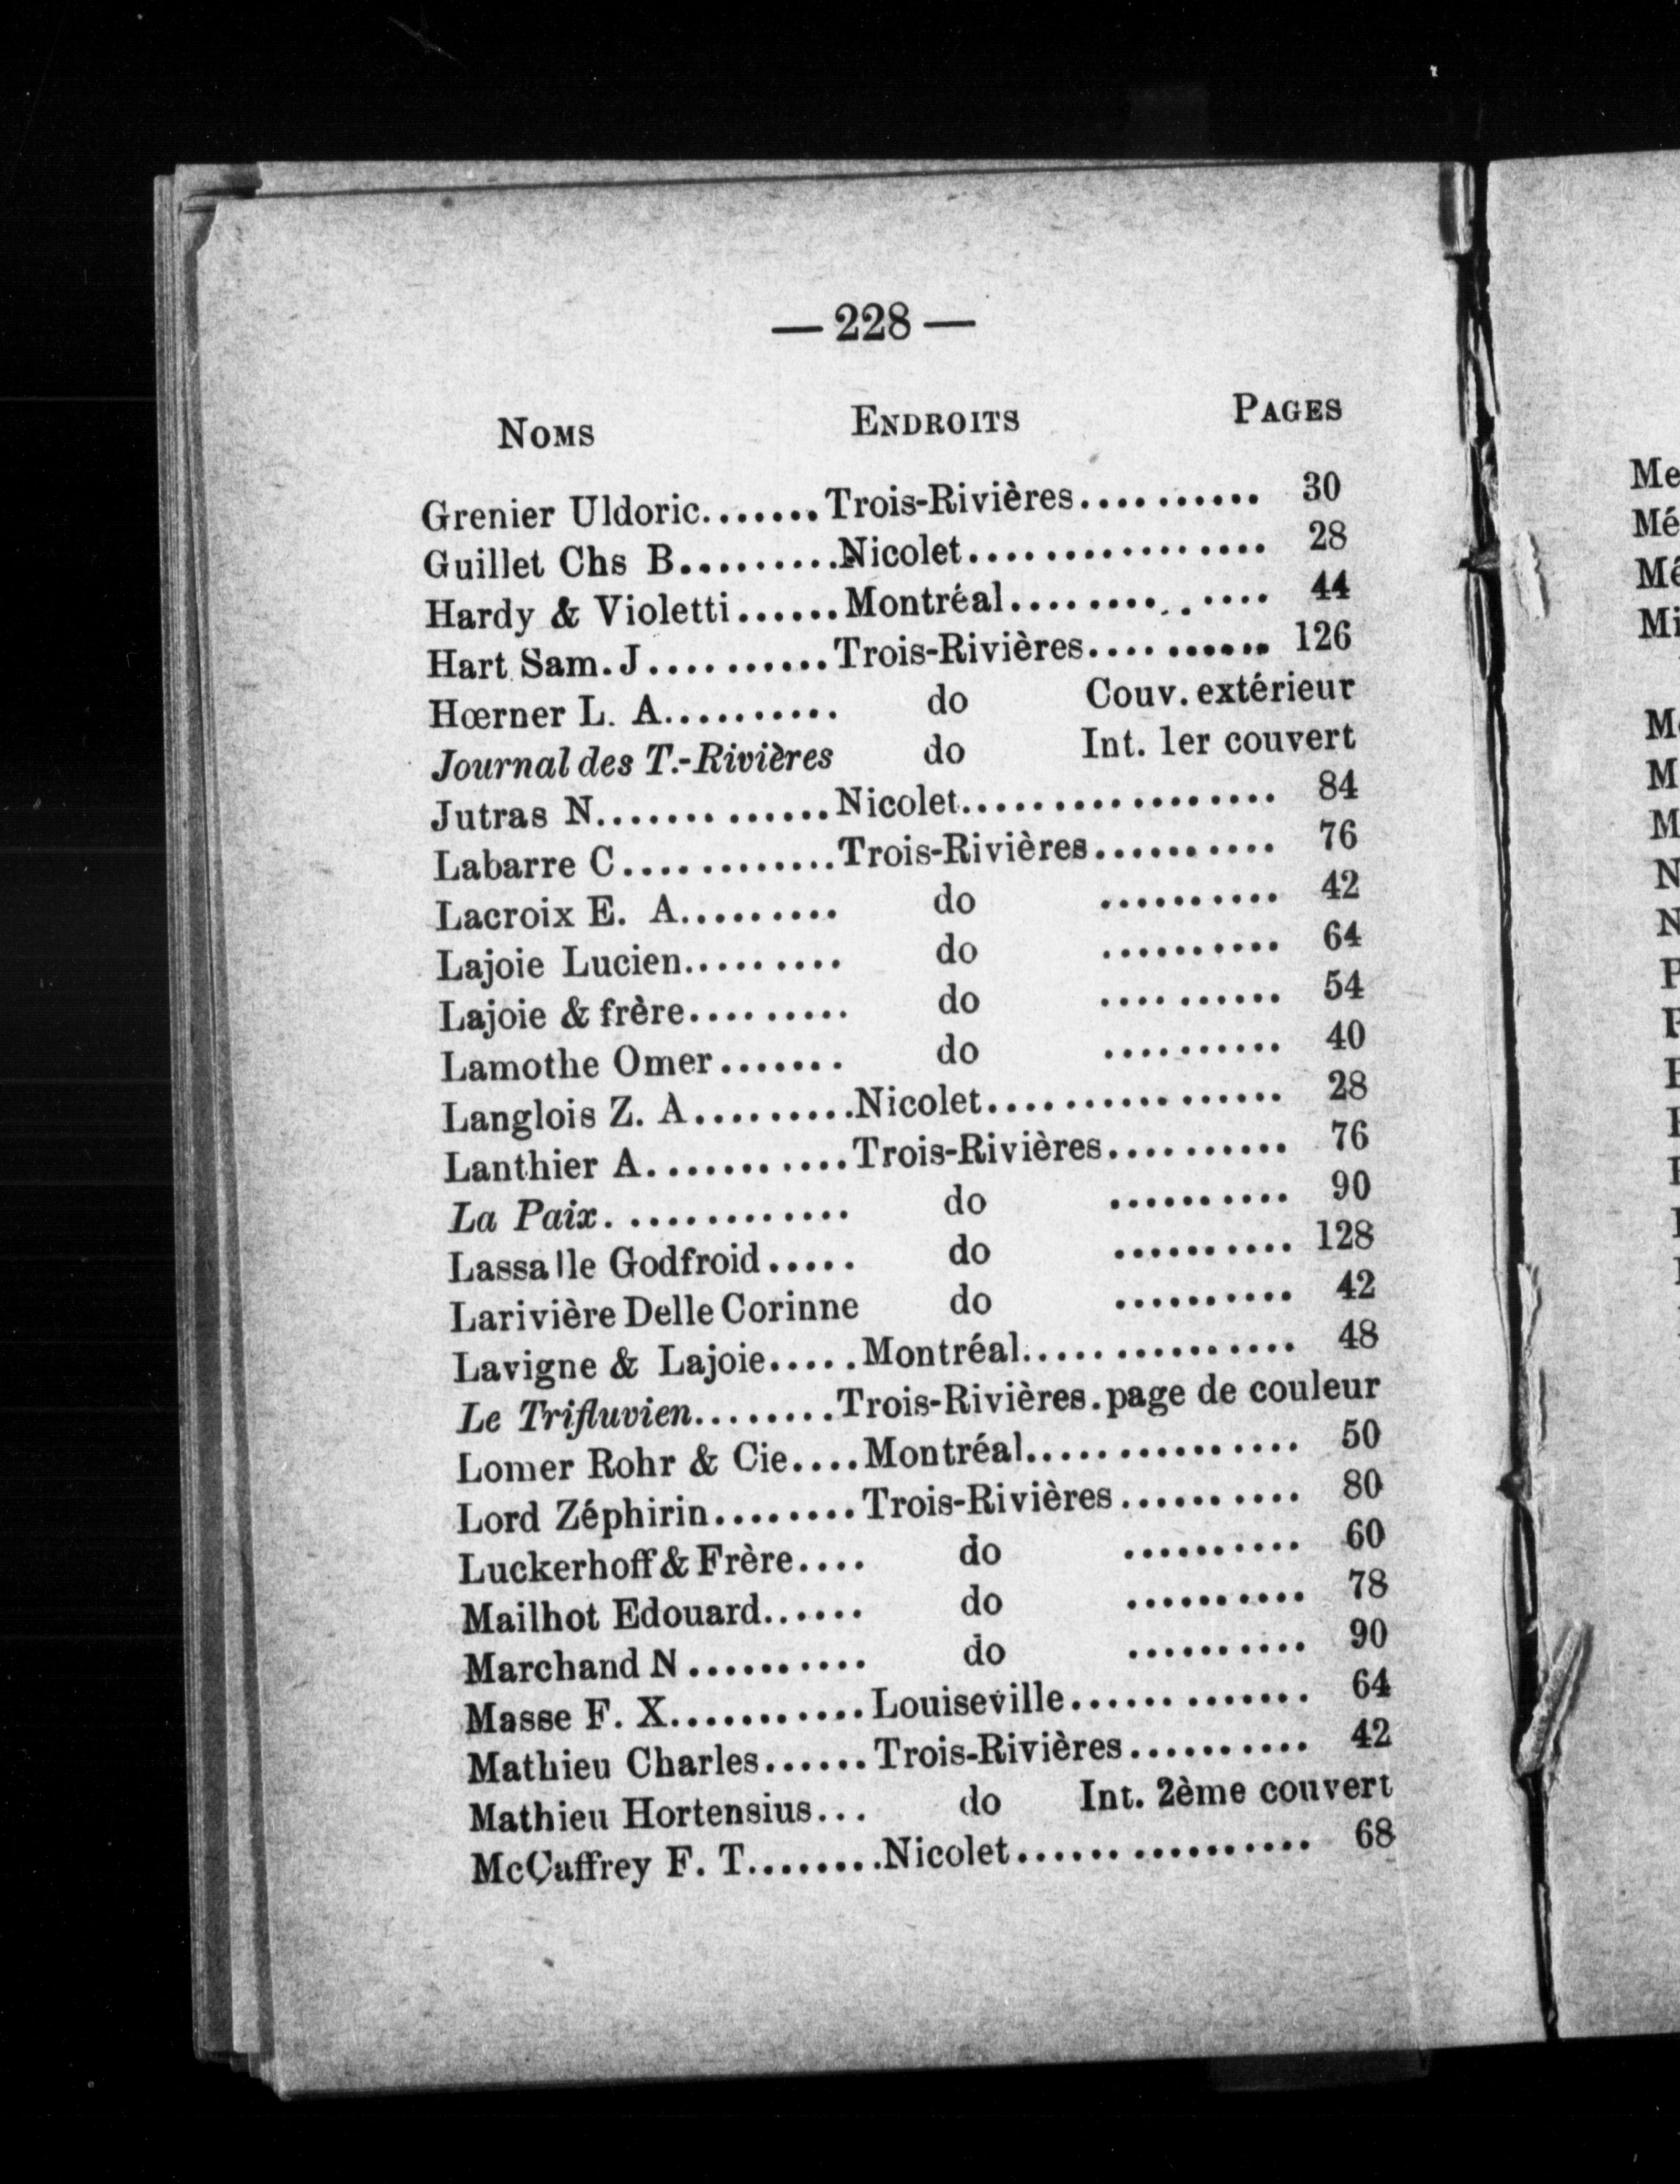 — 228 —
NOMS ENDROITS PAGES
Grenier Uldoric.......Trois-Rivières.......... 30
Guillet Chs B.........Nicolet................ 28
Hardy & Violetti......Montréal............. 44
Hart Sam. J..........Trois-Rivières.......... 126
Hœrner L. A.......... do Couv. extérieur
Journal des T.-Rivières do Int. 1er couvert
Jutras N.............Nicolet................. 84
Labarre C............Trois-Rivières.......... 76
Lacroix E. A......... do .......... 42
Lajoie Lucien......... do .......... 64
Lajoie & frère......... do .......... 54
Lamothe Omer....... do .......... 40
Langlois Z. A.........Nicolet................ 28
Lanthier A...........Trois-Rivières.......... 76
La Paix............. do .......... 90
Lassalle Godfroid..... do .......... 128
Larivière Delle Corinne do .......... 42
Lavigne & Lajoie.....Montréal............... 48
Le Trifluvien........Trois-Rivières.page de couleur
Lomer Rohr & Cie....Montréal............... 50
Lord Zéphirin........Trois-Rivières.......... 80
Luckerhoff & Frère.... do .......... 60
Mailhot Edouard...... do .......... 78
Marchand N.......... do .......... 90
Masse F. X...........Louiseville............. 64
Mathieu Charles......Trois-Rivières.......... 42
Mathieu Hortensius... do Int. 2ème couvert
McCaffrey F. T........Nicolet................ 68